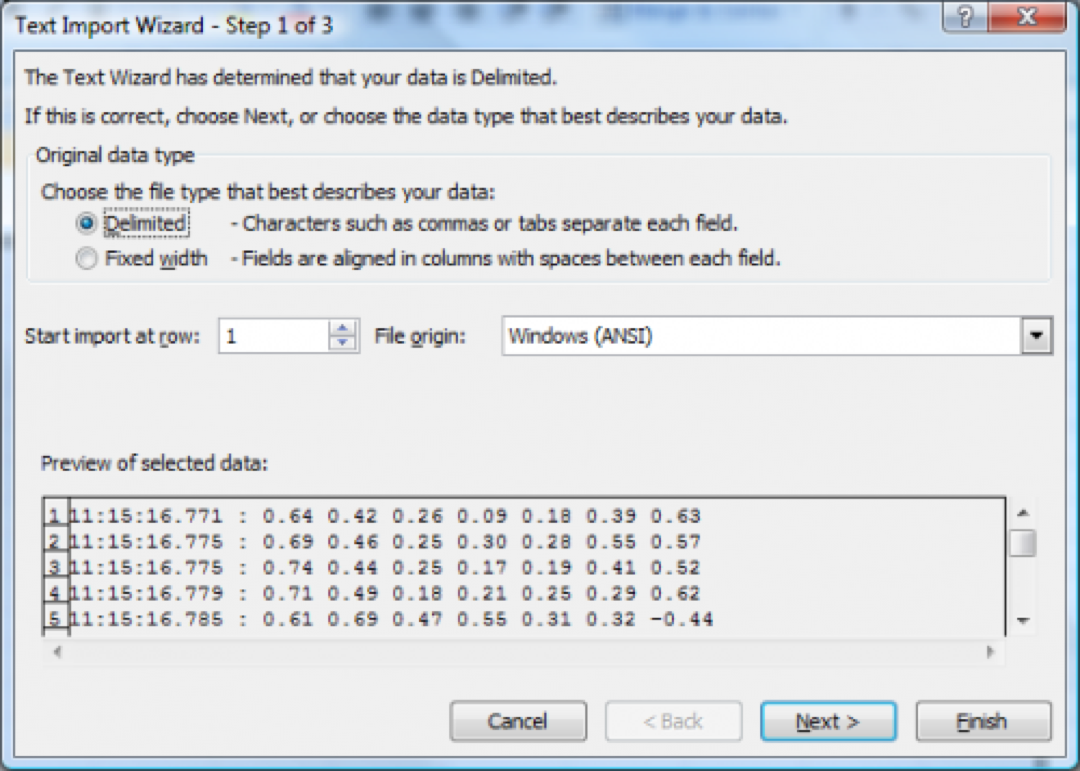 Text Import Wizard - Step 1 of 3
?
The Text Wizard has determined that your data is Delimited.
If this is correct, choose Next, or choose the data type that best describes your data.
Original data type
Choose the file type that best describes your data:
Delimited - Characters such as commas or tabs separate each field.
Fixed width - Fields are aligned in columns with spaces between each field.
Start import at row: 1 File origin: Windows (ANSI)
Preview of selected data:
1 11:15:16.771 : 0.64 0.42 0.26 0.09 0.18 0.39 0.63
2 11:15:16.775 : 0.69 0.46 0.25 0.30 0.28 0.55 0.57
3 11:15:16.775 : 0.74 0.44 0.25 0.17 0.19 0.41 0.52
4 11:15:16.779 : 0.71 0.49 0.18 0.21 0.25 0.29 0.62
5 11:15:16.785 : 0.61 0.69 0.47 0.55 0.31 0.32 -0.44
Cancel < Back Next > Finish